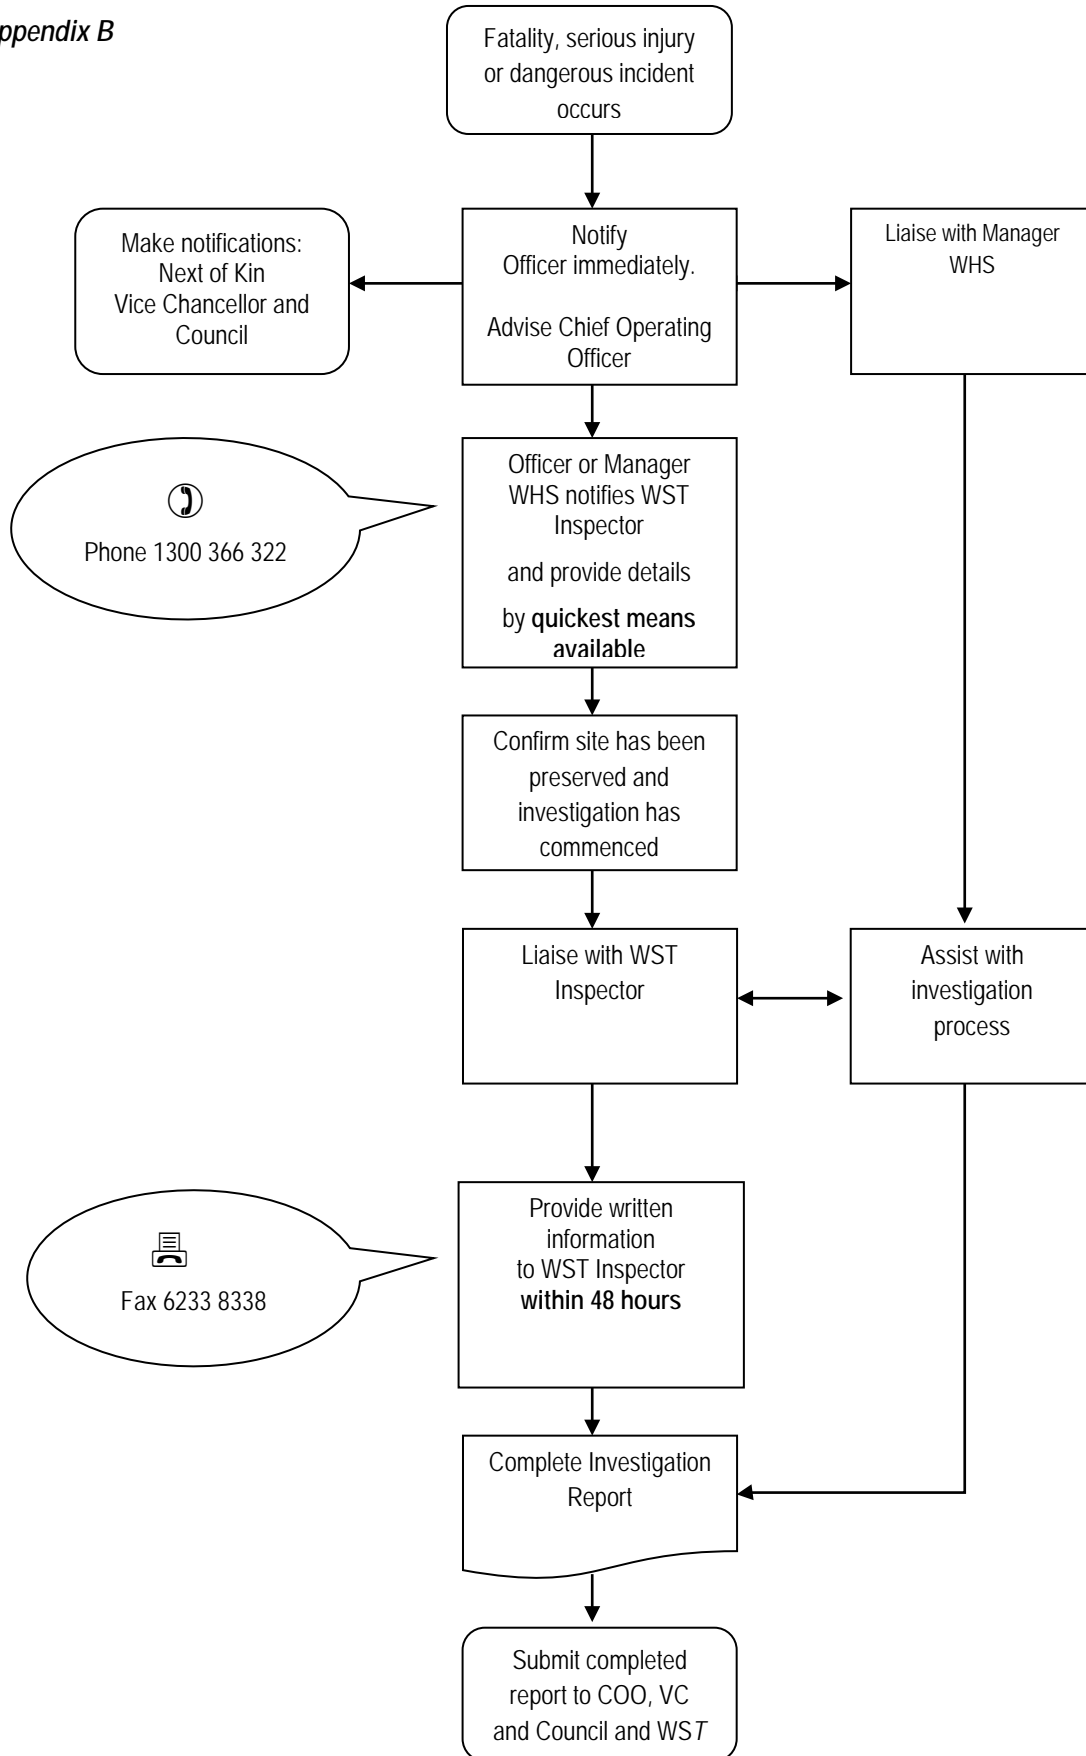 ppendix B
Fatality, serious injury
or dangerous incident
occurs
Make notifications:
Next of Kin
Vice Chancellor and
Council
Notify
Officer immediately.
Advise Chief Operating
Officer
Liaise with Manager
WHS
Phone 1300 366 322
Officer or Manager
WHS notifies WST
Inspector
and provide details
by quickest means
available
Confirm site has been
preserved and
investigation has
commenced
Liaise with WST
Inspector
Assist with
investigation
process
Fax 6233 8338
Provide written
information
to WST Inspector
within 48 hours
Complete Investigation
Report
Submit completed
report to COO, VC
and Council and WST